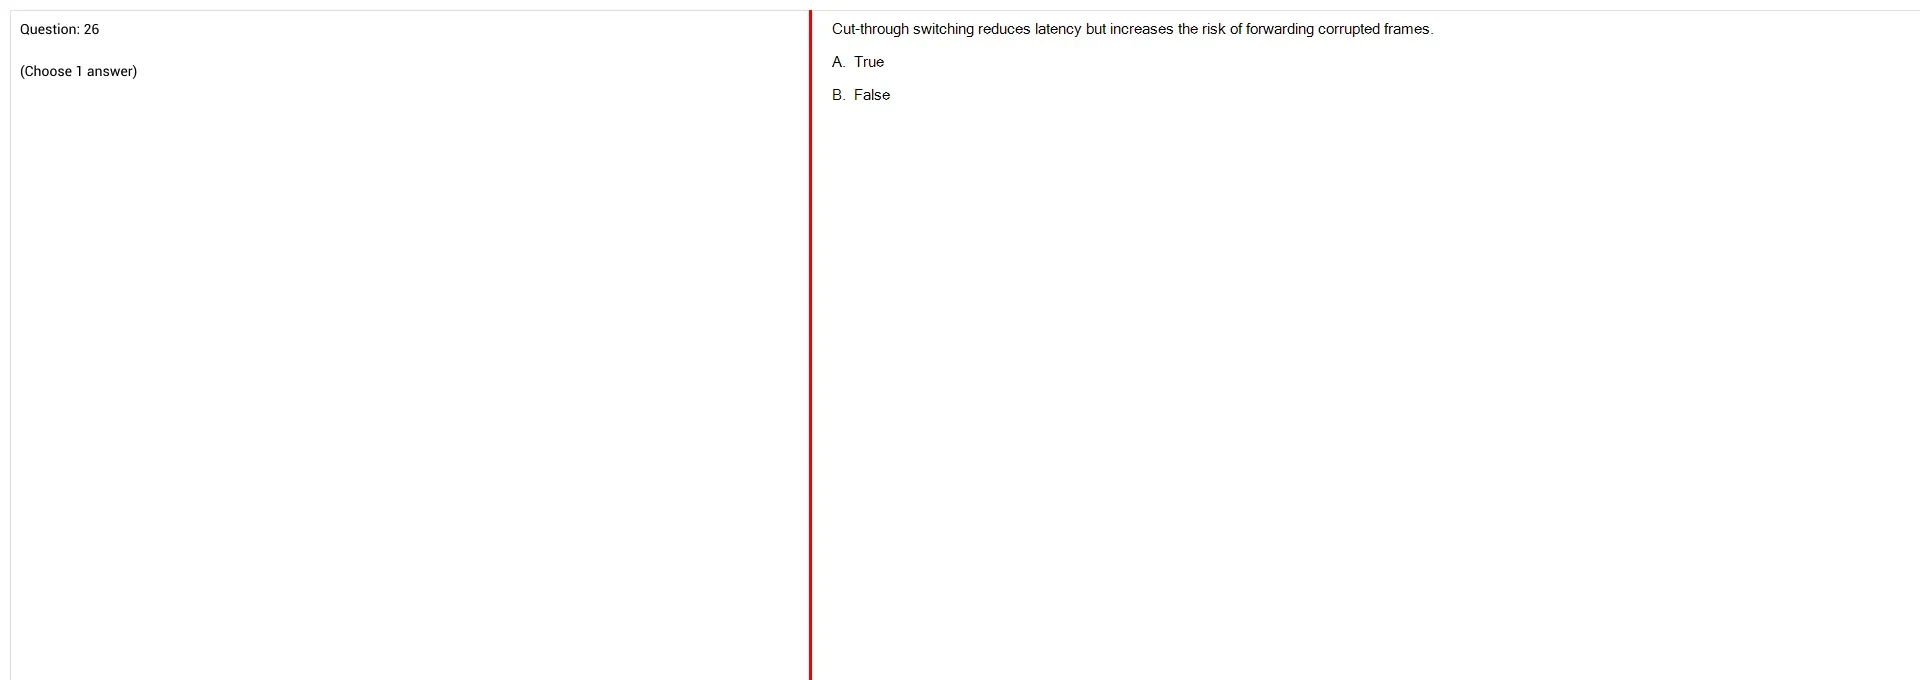 Question: 26
(Choose 1 answer)
Cut-through switching reduces latency but increases the risk of forwarding corrupted frames.
A. True
B. False